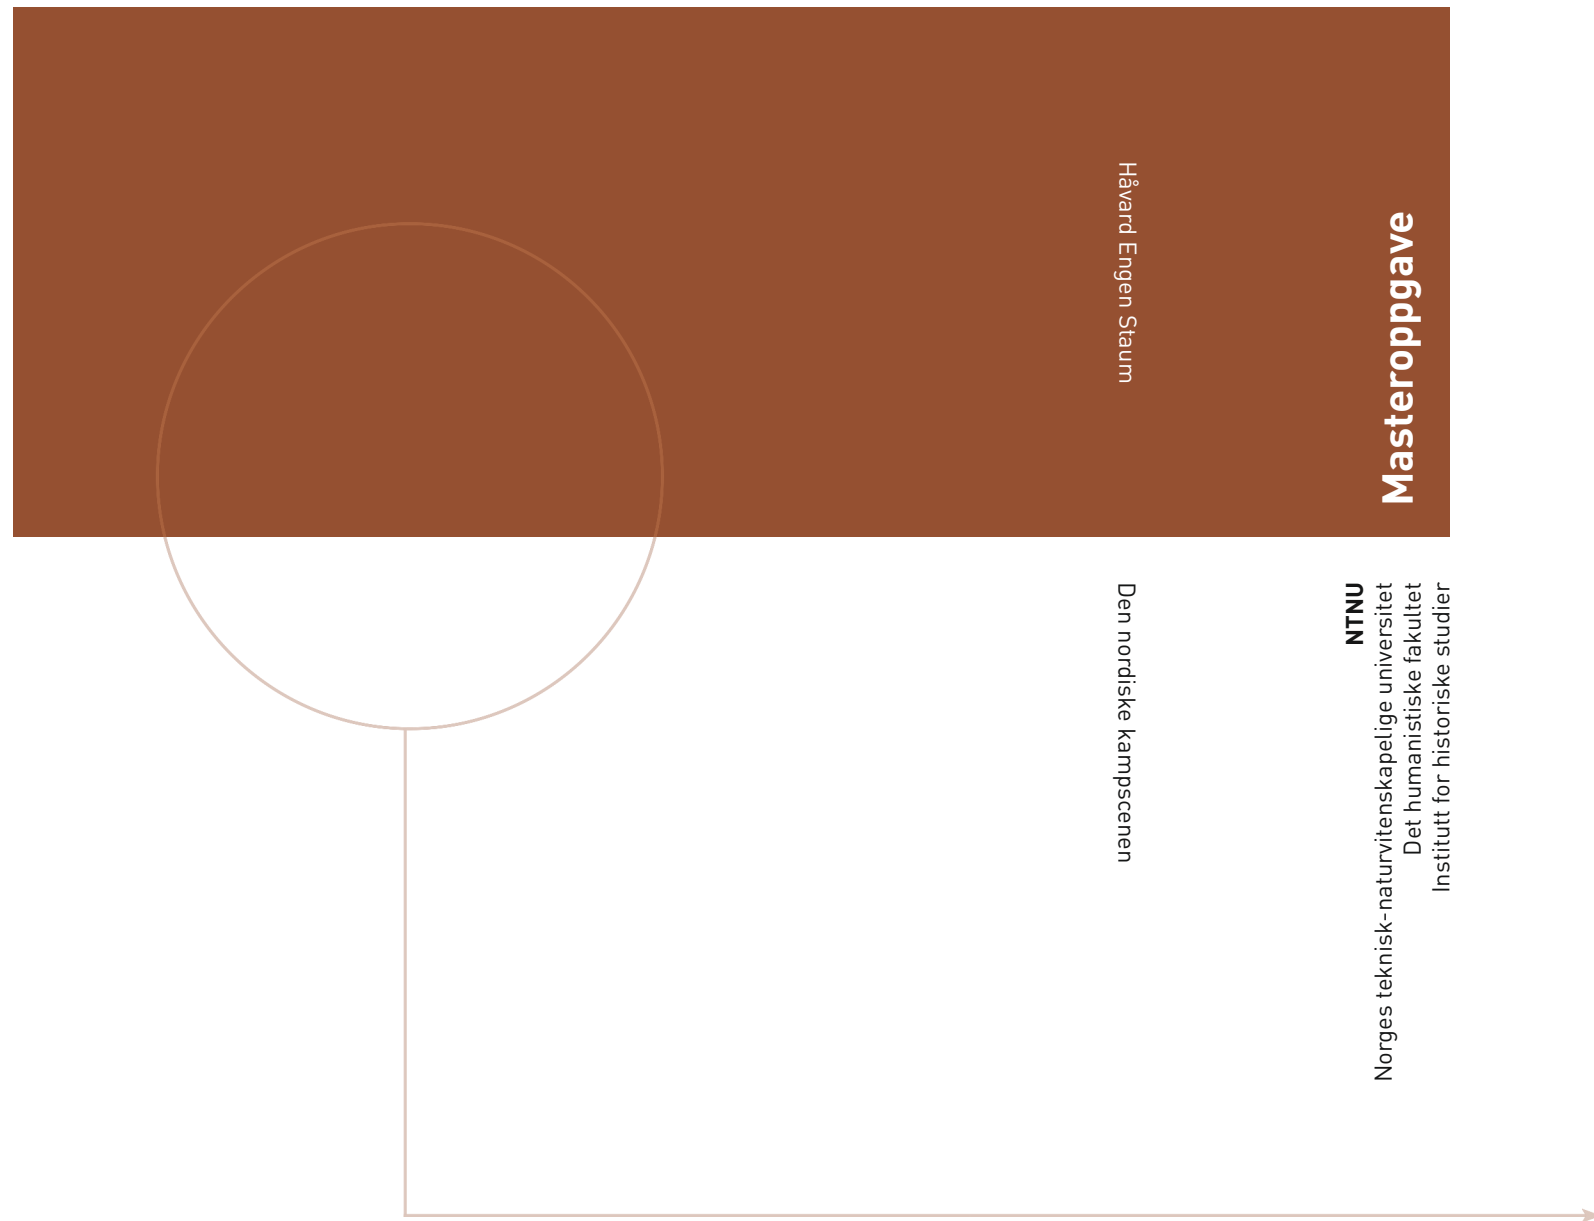 Håvard Engen Staum
Den nordiske kampscenen
Masteroppgave
NTNU
Norges teknisk-naturvitenskapelige universitet
Det humanistiske fakultet
Institutt for historiske studier